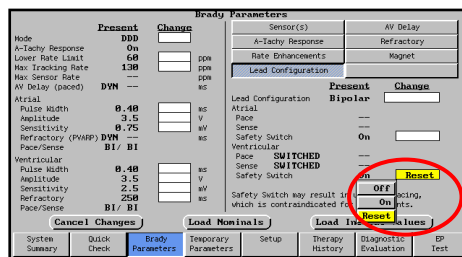 Brady Parameters
Present Change
Mode DDD
A-Tachy Response On
Lower Rate Limit 60 ppm
Max Tracking Rate 130 ppm
Max Sensor Rate -- ppm
AV Delay (paced) DYN -- ms
Atrial
Pulse Width 0.40 ms
Amplitude 3.5 V
Sensitivity 0.75 mV
Refractory (PVARP) DYN --
Pace/Sense BI/ BI
Ventricular
Pulse Width 0.40 ms
Amplitude 3.5 V
Sensitivity 2.5 mV
Refractory 250 ms
Pace/Sense BI/ BI
Sensor(s) AV Delay
A-Tachy Response Refractory
Rate Enhancements Magnet
Lead Configuration
Present Change
Lead Configuration Bipolar
Atrial
Pace --
Sense --
Safety Switch On
Ventricular
Pace SWITCHED --
Sense SWITCHED --
Safety Switch On Reset
Off
On
Reset
Safety Switch may result in u acing,
which is contraindicated for nts.
Cancel Changes Load Nominals Load In alues
System Summary Quick Check Brady Parameters Temporary Parameters Setup Therapy History Diagnostic Evaluation EP Test